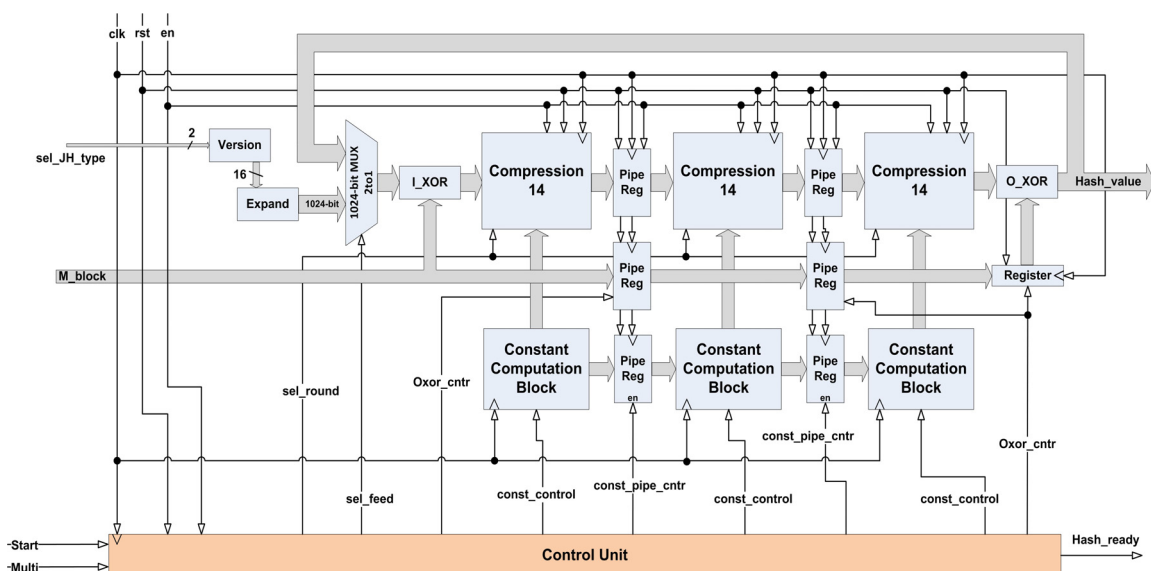 clk rst en
2
sel_JH_type
Version
16
Expand
1024-bit
1024-bit MUX
2to1
I_XOR
Compression
14
Pipe
Reg
Compression
14
Pipe
Reg
Compression
14
O_XOR
Hash_value
M_block
Pipe
Reg
Pipe
Reg
Register
Constant
Computation
Block
Pipe
Reg
en
Constant
Computation
Block
Pipe
Reg
en
Constant
Computation
Block
sel_round
Oxor_cntr
const_pipe_cntr
Oxor_cntr
sel_feed
const_control
const_pipe_cntr
const_control
const_control
Start
Multi
Control Unit
Hash_ready